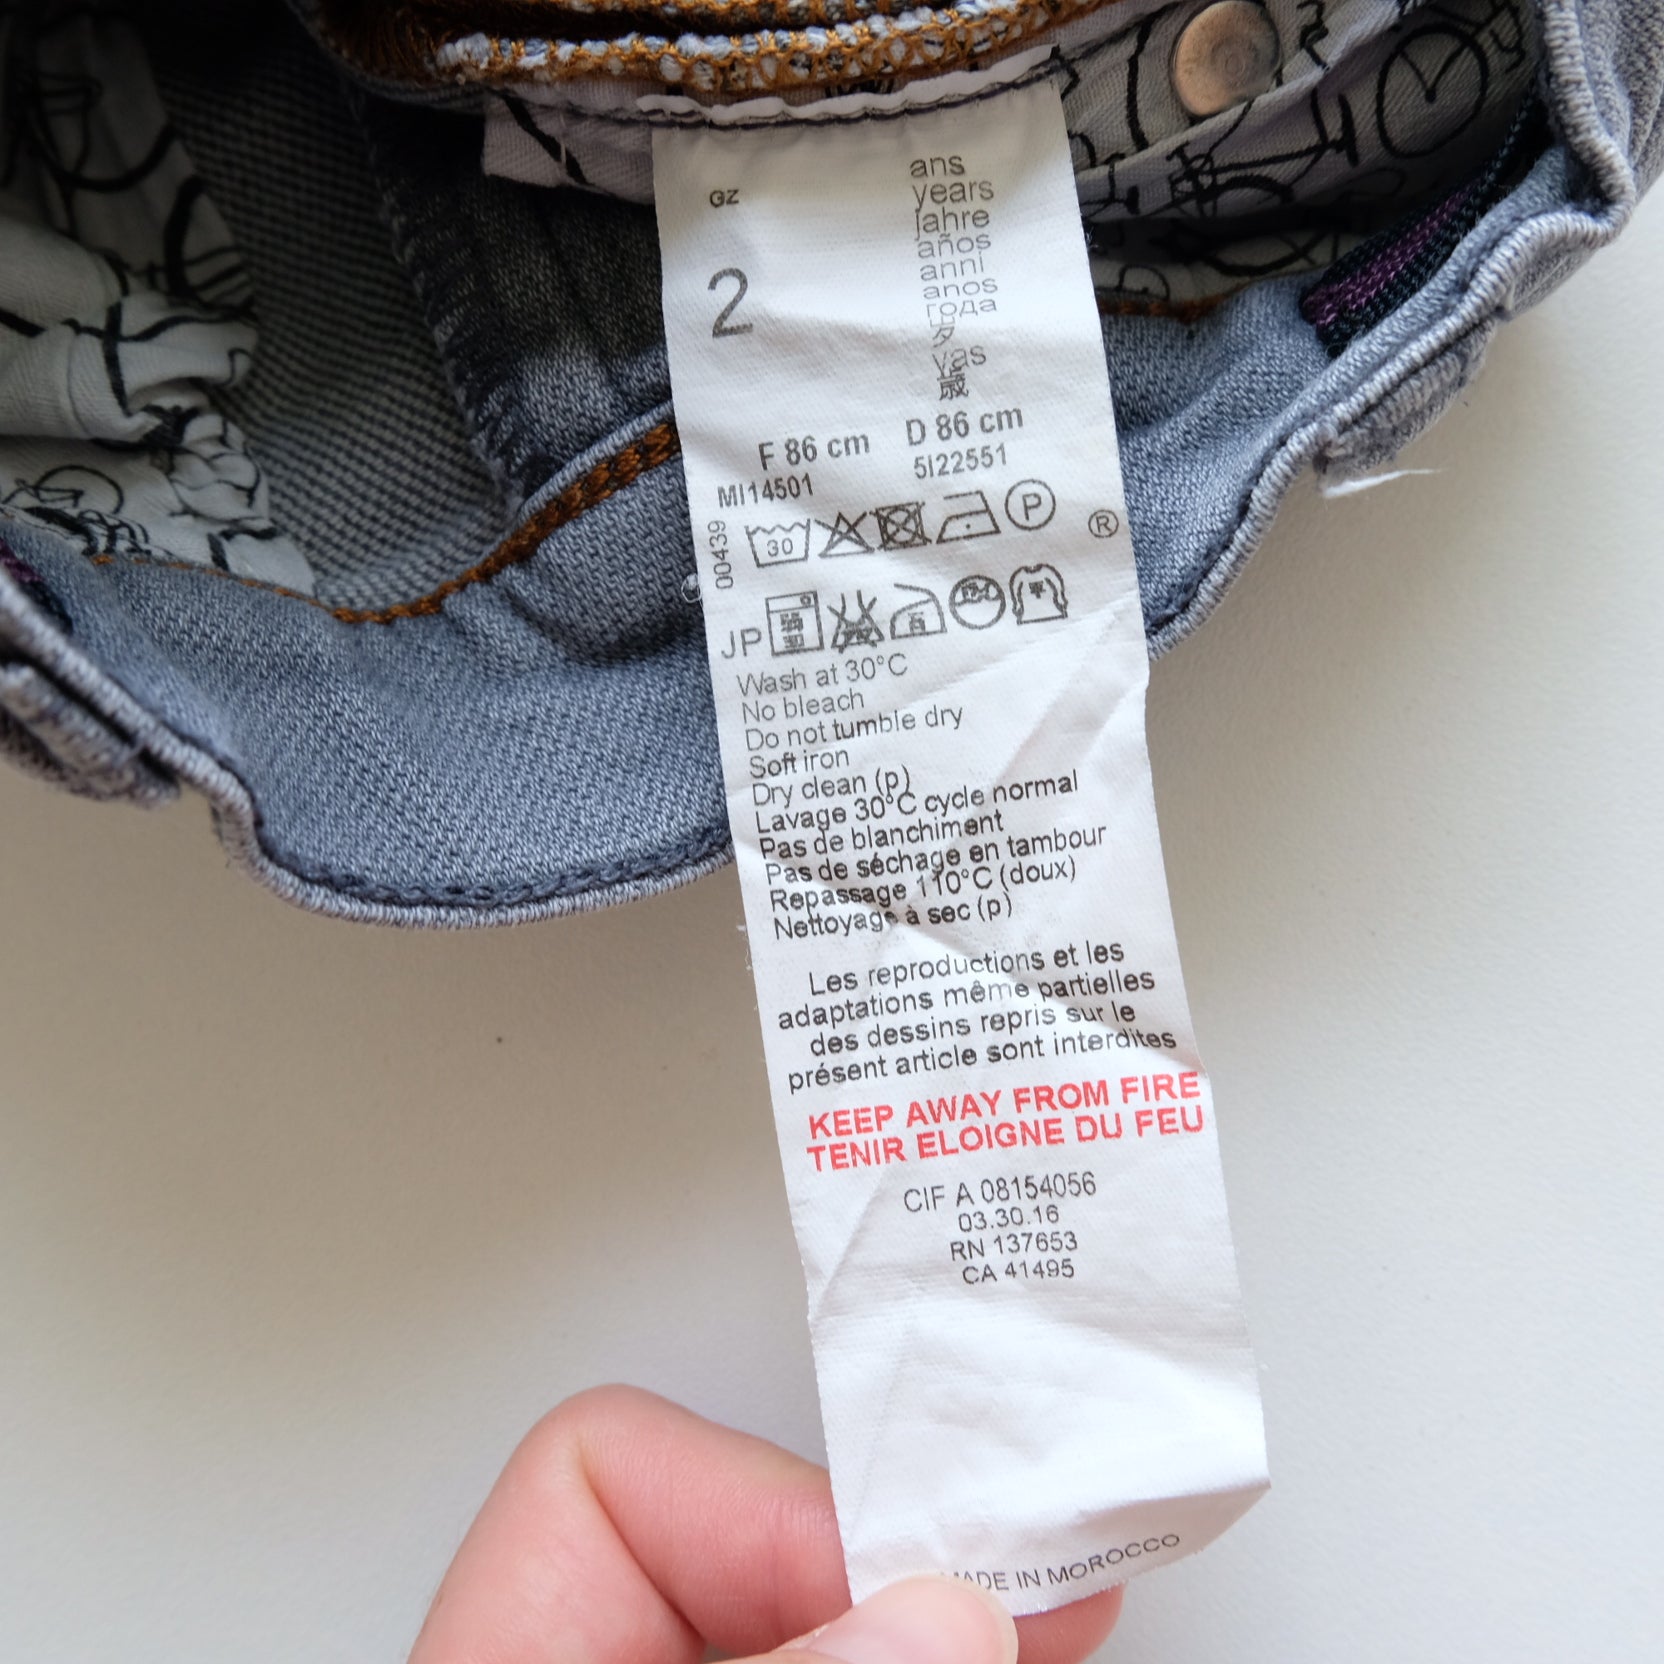 GZ
2
ans
years
Jahre
años
anni
anos
года
yas
歳
F 86 cm D 86 cm
MI14501 5I22551
00439
30
P
®
JP
Wash at 30°C
No bleach
Do not tumble dry
Soft iron
Dry clean (p)
Lavage 30°C cycle normal
Pas de blanchiment
Pas de séchage en tambour
Repassage 110°C (doux)
Nettoyage à sec (p)
Les reproductions et les
adaptations même partielles
des dessins repris sur le
présent article sont interdites
KEEP AWAY FROM FIRE
TENIR ELOIGNE DU FEU
CIF A 08154056
03.30.16
RN 137653
CA 41495
MADE IN MOROCCO